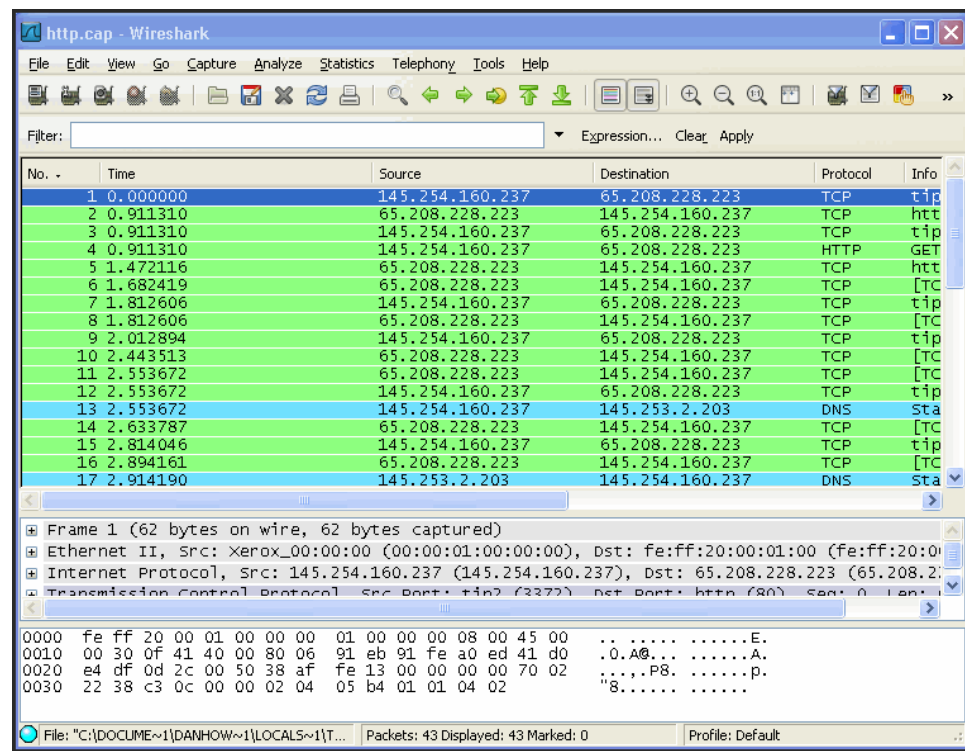 http.cap - Wireshark
File Edit View Go Capture Analyze Statistics Telephony Tools Help
Filter: Expression... Clear Apply
No. Time Source Destination Protocol Info
1 0.000000 145.254.160.237 65.208.228.223 TCP tip
2 0.911310 65.208.228.223 145.254.160.237 TCP htt
3 0.911310 145.254.160.237 65.208.228.223 TCP tip
4 0.911310 145.254.160.237 65.208.228.223 HTTP GET
5 1.472116 65.208.228.223 145.254.160.237 TCP htt
6 1.682419 65.208.228.223 145.254.160.237 TCP [TC
7 1.812606 145.254.160.237 65.208.228.223 TCP tip
8 1.812606 65.208.228.223 145.254.160.237 TCP [TC
9 2.012894 145.254.160.237 65.208.228.223 TCP tip
10 2.443513 65.208.228.223 145.254.160.237 TCP [TC
11 2.553672 65.208.228.223 145.254.160.237 TCP [TC
12 2.553672 145.254.160.237 65.208.228.223 TCP tip
13 2.553672 145.254.160.237 145.253.2.203 DNS Sta
14 2.633787 65.208.228.223 145.254.160.237 TCP [TC
15 2.814046 145.254.160.237 65.208.228.223 TCP tip
16 2.894161 65.208.228.223 145.254.160.237 TCP [TC
17 2.914190 145.253.2.203 145.254.160.237 DNS Sta
Frame 1 (62 bytes on wire, 62 bytes captured)
Ethernet II, Src: Xerox_00:00:00 (00:00:01:00:00:00), Dst: fe:ff:20:00:01:00 (fe:ff:20:0
Internet Protocol, Src: 145.254.160.237 (145.254.160.237), Dst: 65.208.228.223 (65.208.2
Transmission Control Protocol, Src Port: tip2 (3372), Dst Port: http (80), Seq: 0, Len:
0000 fe ff 20 00 01 00 00 00 01 00 00 00 08 00 45 00 .. ..... ......E.
0010 00 30 0f 41 40 00 80 06 91 eb 91 fe a0 ed 41 d0 .0.A@... ......A.
0020 e4 df 0d 2c 00 50 38 af fe 13 00 00 00 00 70 02 ...,.P8. ......p.
0030 22 38 c3 0c 00 00 02 04 05 b4 01 01 04 02 "8...... ......
File: "C:\DOCUME~1\DANHOW~1\LOCALS~1\T... Packets: 43 Displayed: 43 Marked: 0 Profile: Default